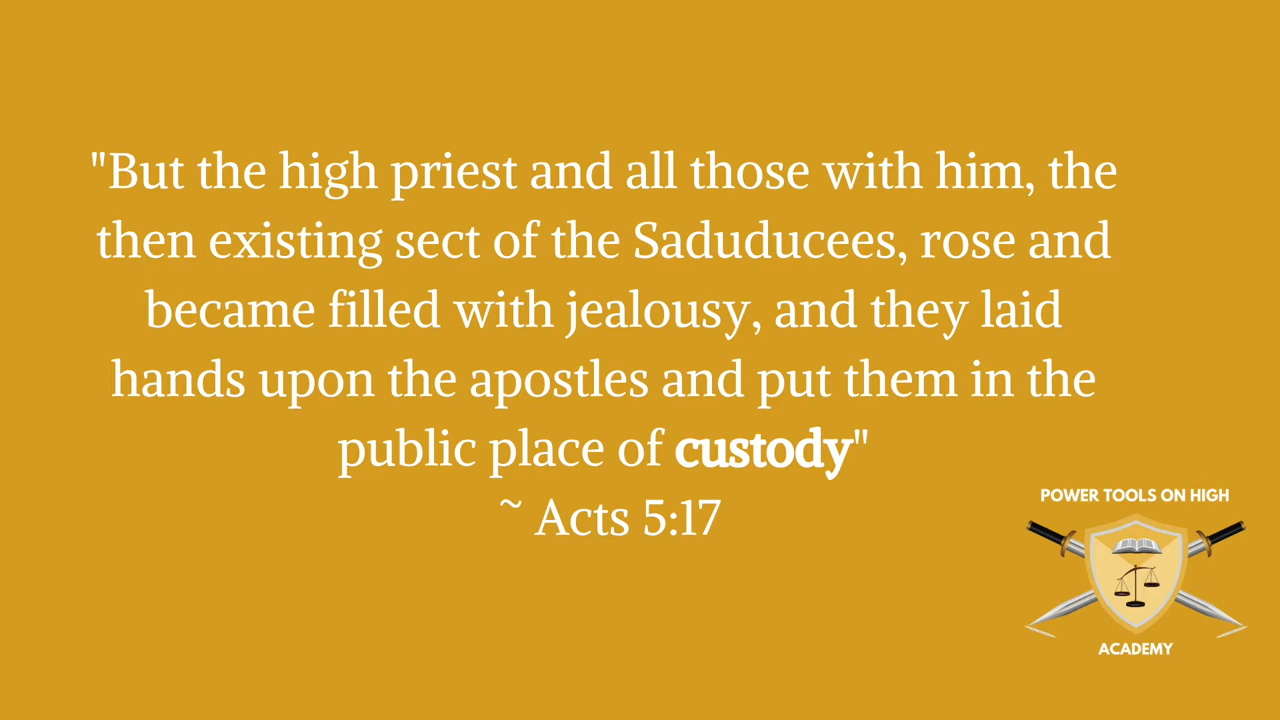 "But the high priest and all those with him, the
then existing sect of the Saduducees, rose and
became filled with jealousy, and they laid
hands upon the apostles and put them in the
public place of custody"
~ Acts 5:17
POWER TOOLS ON HIGH
ACADEMY